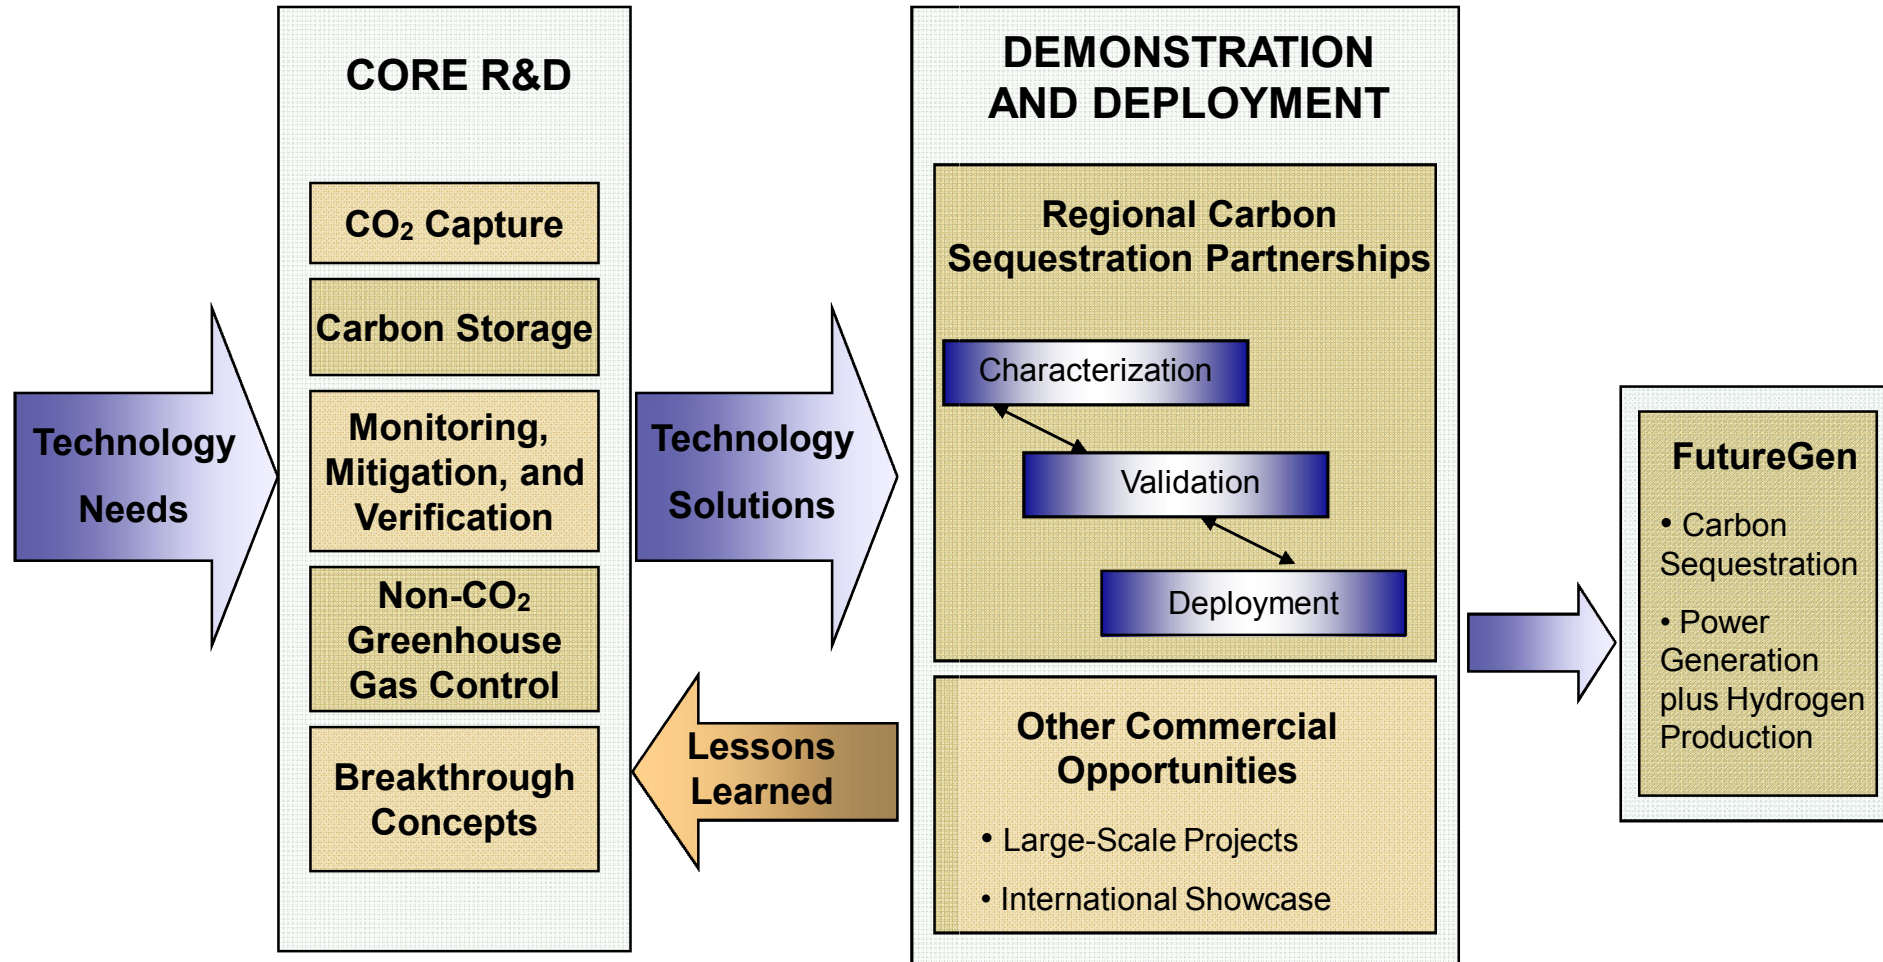 Technology
Needs
CORE R&D
CO₂ Capture
Carbon Storage
Monitoring,
Mitigation, and
Verification
Non-CO₂
Greenhouse
Gas Control
Breakthrough
Concepts
Technology
Solutions
Lessons
Learned
DEMONSTRATION
AND DEPLOYMENT
Regional Carbon
Sequestration Partnerships
Characterization
Validation
Deployment
Other Commercial
Opportunities
• Large-Scale Projects
• International Showcase
FutureGen
• Carbon
Sequestration
• Power
Generation
plus Hydrogen
Production